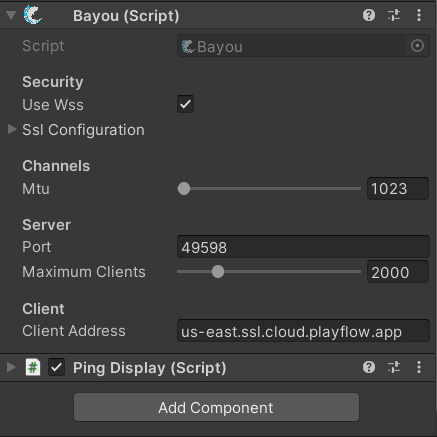 Bayou (Script)
Script Bayou
Security
Use Wss
Ssl Configuration
Channels
Mtu 1023
Server
Port 49598
Maximum Clients 2000
Client
Client Address us-east.ssl.cloud.playflow.app
# Ping Display (Script)
Add Component